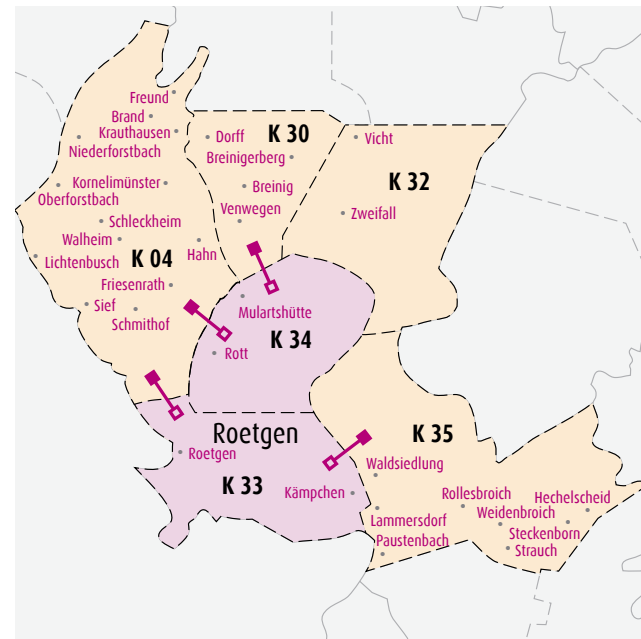 Freund
Brand
Krauthausen
Niederforstbach
Dorff
K 30
Breinigerberg
Vicht
Kornelimünster
Oberforstbach
Breinig
K 32
Venwegen
Zweifall
Schleckheim
Walheim
Hahn
K 04
Lichtenbusch
Friesenrath
Sief
Schmithof
Mulartshütte
K 34
Rott
Roetgen
K 35
Roetgen
Waldsiedlung
K 33
Kämpchen
Rollesbroich
Hechelscheid
Weidenbroich
Lammersdorf
Steckenborn
Paustenbach
Strauch